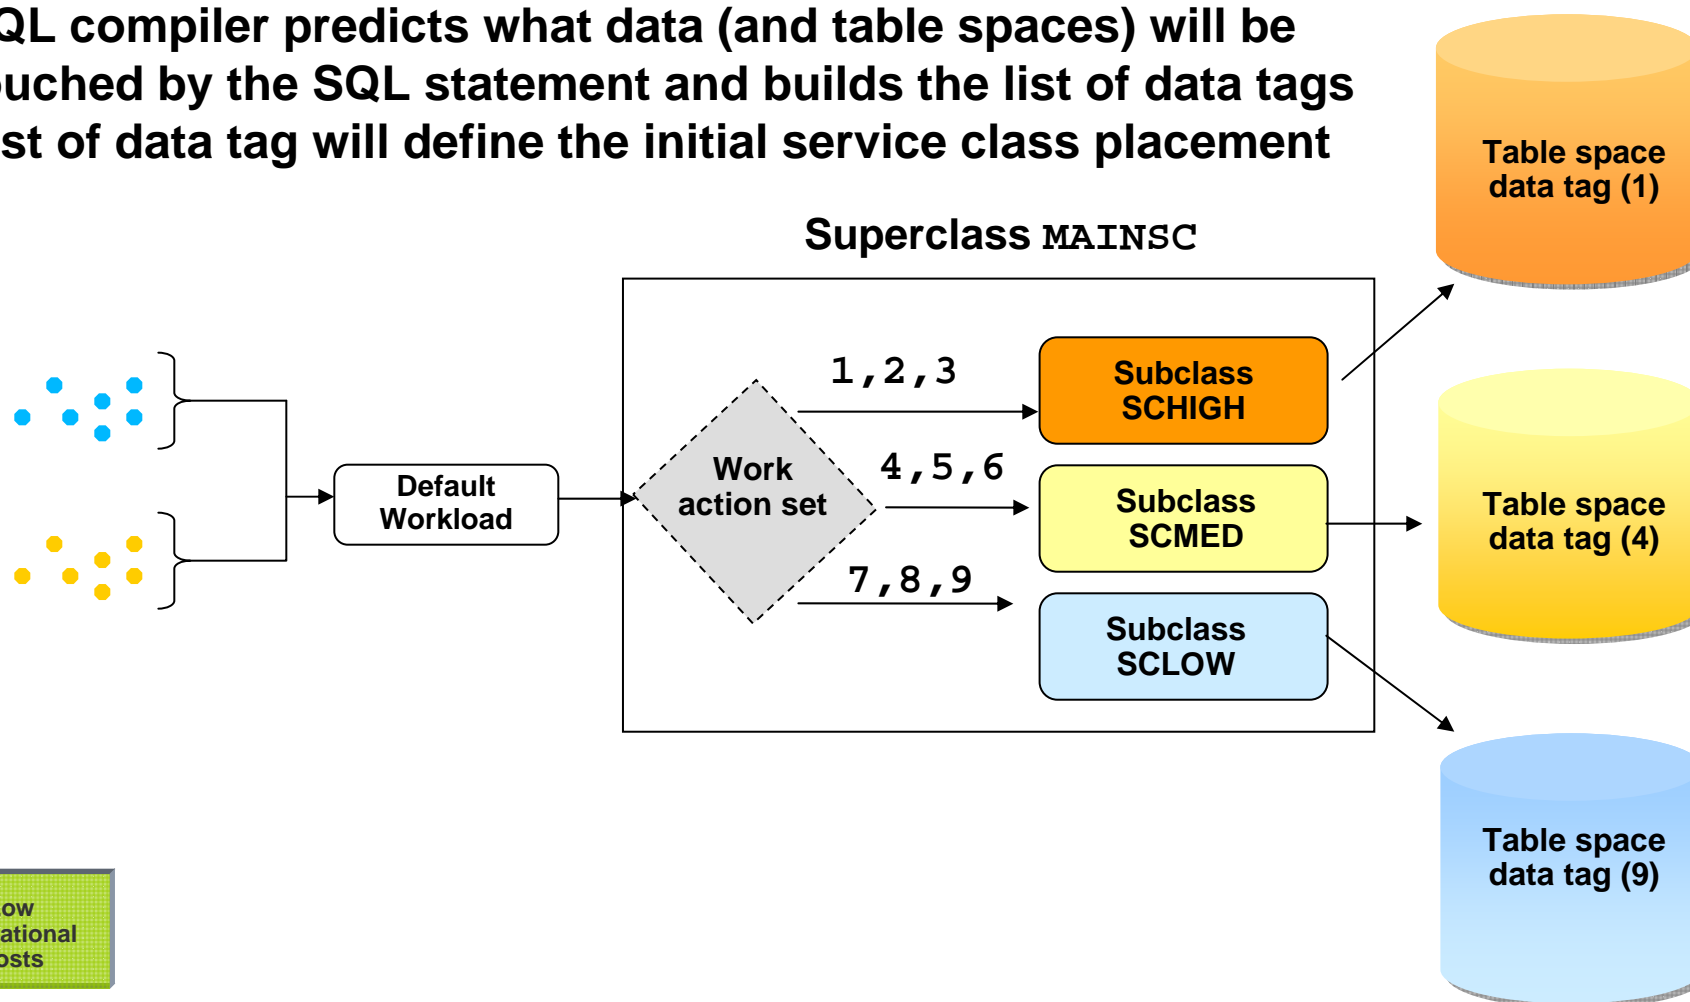 QL compiler predicts what data (and table spaces) will be
ouched by the SQL statement and builds the list of data tags
st of data tag will define the initial service class placement
Superclass MAINSC
Default
Workload
Work
action set
1,2,3
4,5,6
7,8,9
Subclass
SCHIGH
Subclass
SCMED
Subclass
SCLOW
Table space
data tag (1)
Table space
data tag (4)
Table space
data tag (9)
ow
ational
osts